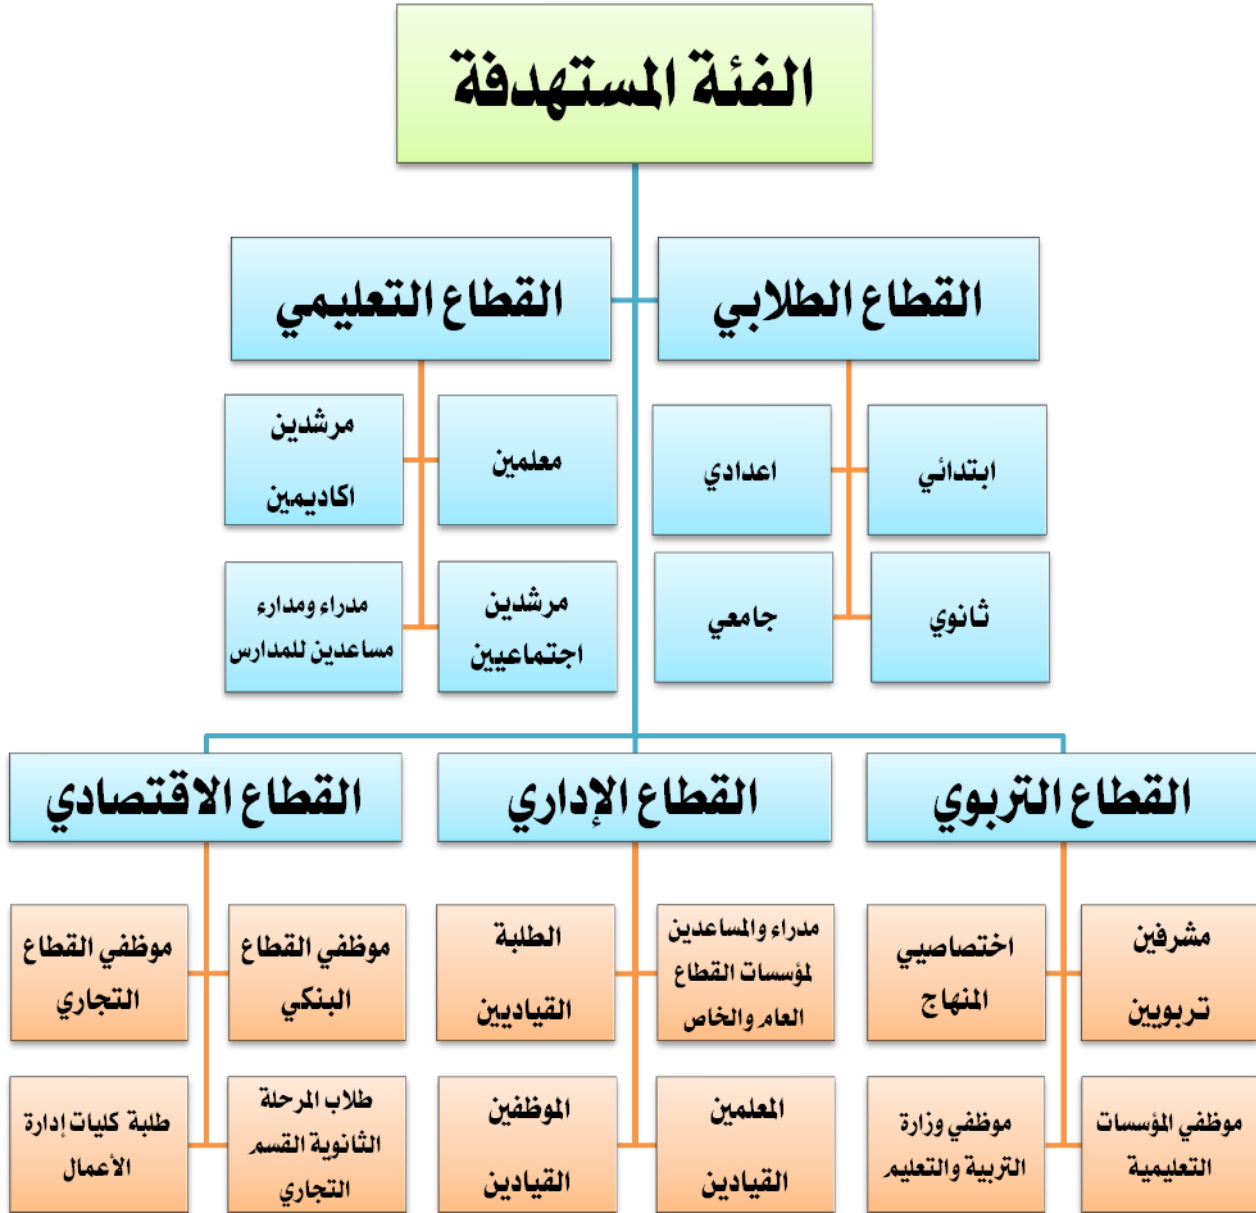 الفئة المستهدفة
القطاع الطلابي
القطاع التعليمي
ابتدائي
اعدادي
ثانوي
جامعي
معلمين
مرشدين
اكاديمين
مرشدين
اجتماعيين
مدراء ومدارء
مساعدين للمدارس
القطاع التربوي
القطاع الإداري
القطاع الاقتصادي
مشرفين
تربويين
اختصاصيي
المنهاج
موظفي المؤسسات
التعليمية
موظفي وزارة
التربية والتعليم
مدراء والمساعدين
لمؤسسات القطاع
العام والخاص
الطلبة
القياديين
المعلمين
القيادين
الموظفين
القيادين
موظفي القطاع
البنكي
موظفي القطاع
التجاري
طلاب المرحلة
الثانوية القسم
التجاري
طلبة كليات إدارة
الأعمال